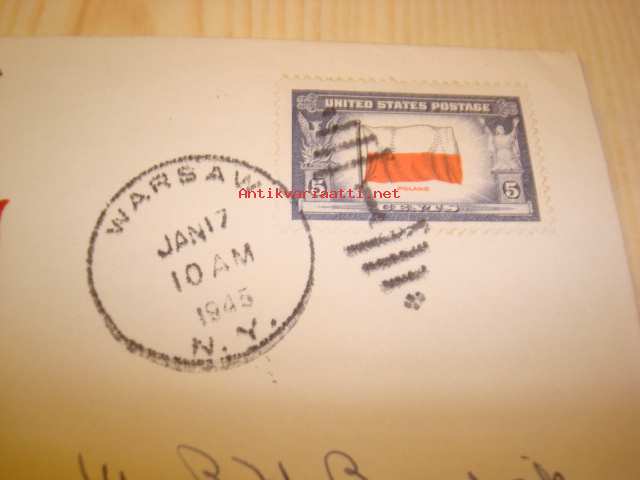 UNITED STATES POSTAGE
POLAND
5 5
CENTS
WARSAW
JAN 17
10 AM
1945
N.Y.
Antikvariaatti.net